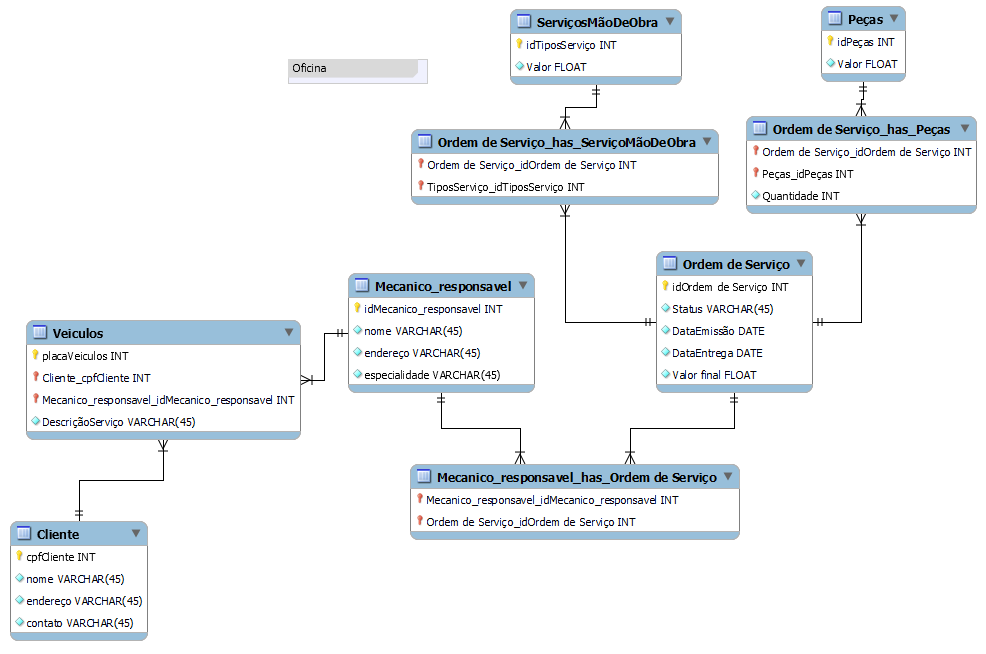 ServiçosMãoDeObra
idTiposServiço INT
Valor FLOAT
Peças
idPeças INT
Valor FLOAT
Oficina
Ordem de Serviço_has_ServiçoMãoDeObra
Ordem de Serviço_idOrdem de Serviço INT
TiposServiço_idTiposServiço INT
Ordem de Serviço_has_Peças
Ordem de Serviço_idOrdem de Serviço INT
Peças_idPeças INT
Quantidade INT
Ordem de Serviço
idOrdem de Serviço INT
Status VARCHAR(45)
DataEmissão DATE
DataEntrega DATE
Valor final FLOAT
Mecanico_responsavel
idMecanico_responsavel INT
nome VARCHAR(45)
endereço VARCHAR(45)
especialidade VARCHAR(45)
Veiculos
placaVeiculos INT
Cliente_cpfCliente INT
Mecanico_responsavel_idMecanico_responsavel INT
DescriçãoServiço VARCHAR(45)
Mecanico_responsavel_has_Ordem de Serviço
Mecanico_responsavel_idMecanico_responsavel INT
Ordem de Serviço_idOrdem de Serviço INT
Cliente
cpfCliente INT
nome VARCHAR(45)
endereço VARCHAR(45)
contato VARCHAR(45)